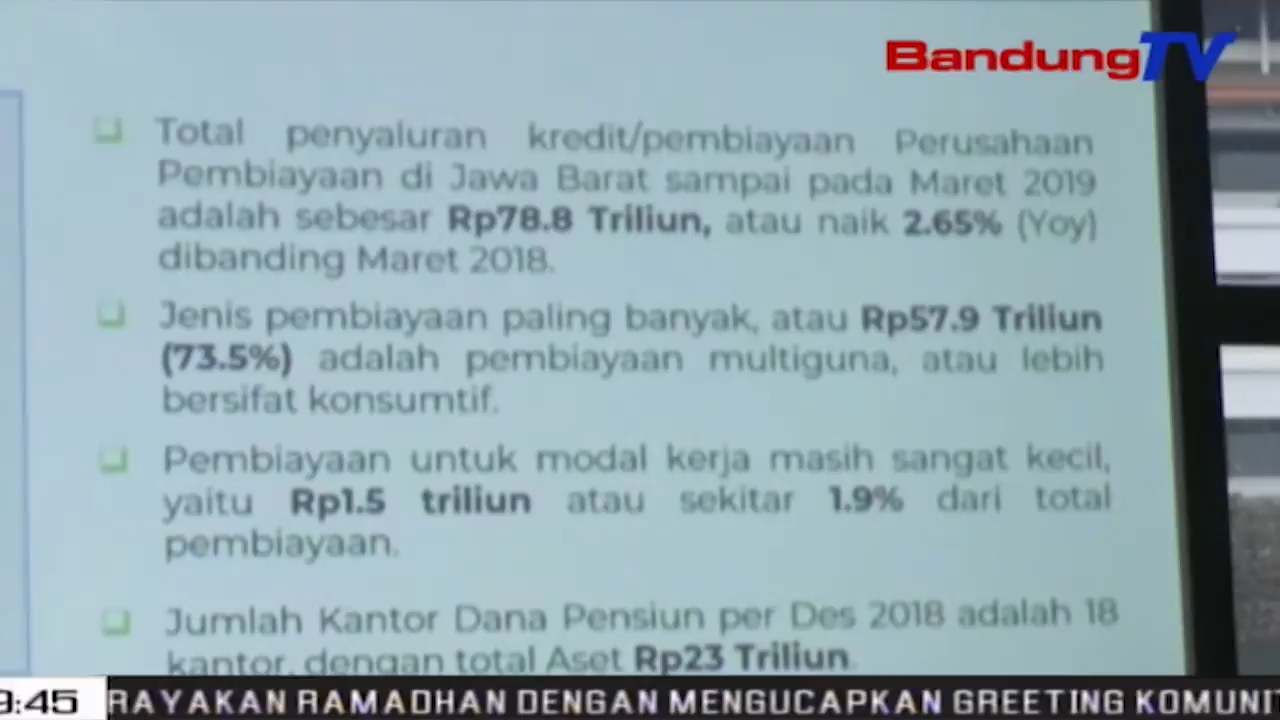 BandungTV
Total penyaluran kredit/pembiayaan Perusahaan
Pembiayaan di Jawa Barat sampai pada Maret 2019
adalah sebesar Rp78.8 Triliun, atau naik 2.65% (Yoy)
dibanding Maret 2018.
Jenis pembiayaan paling banyak, atau Rp57.9 Triliun
(73.5%) adalah pembiayaan multiguna, atau lebih
bersifat konsumtif.
Pembiayaan untuk modal kerja masih sangat kecil,
yaitu Rp1.5 triliun atau sekitar 1.9% dari total
pembiayaan.
Jumlah Kantor Dana Pensiun per Des 2018 adalah 18
kantor, dengan total Aset Rp23 Triliun.
9:45 RAYAKAN RAMADHAN DENGAN MENGUCAPKAN GREETING KOMUNI